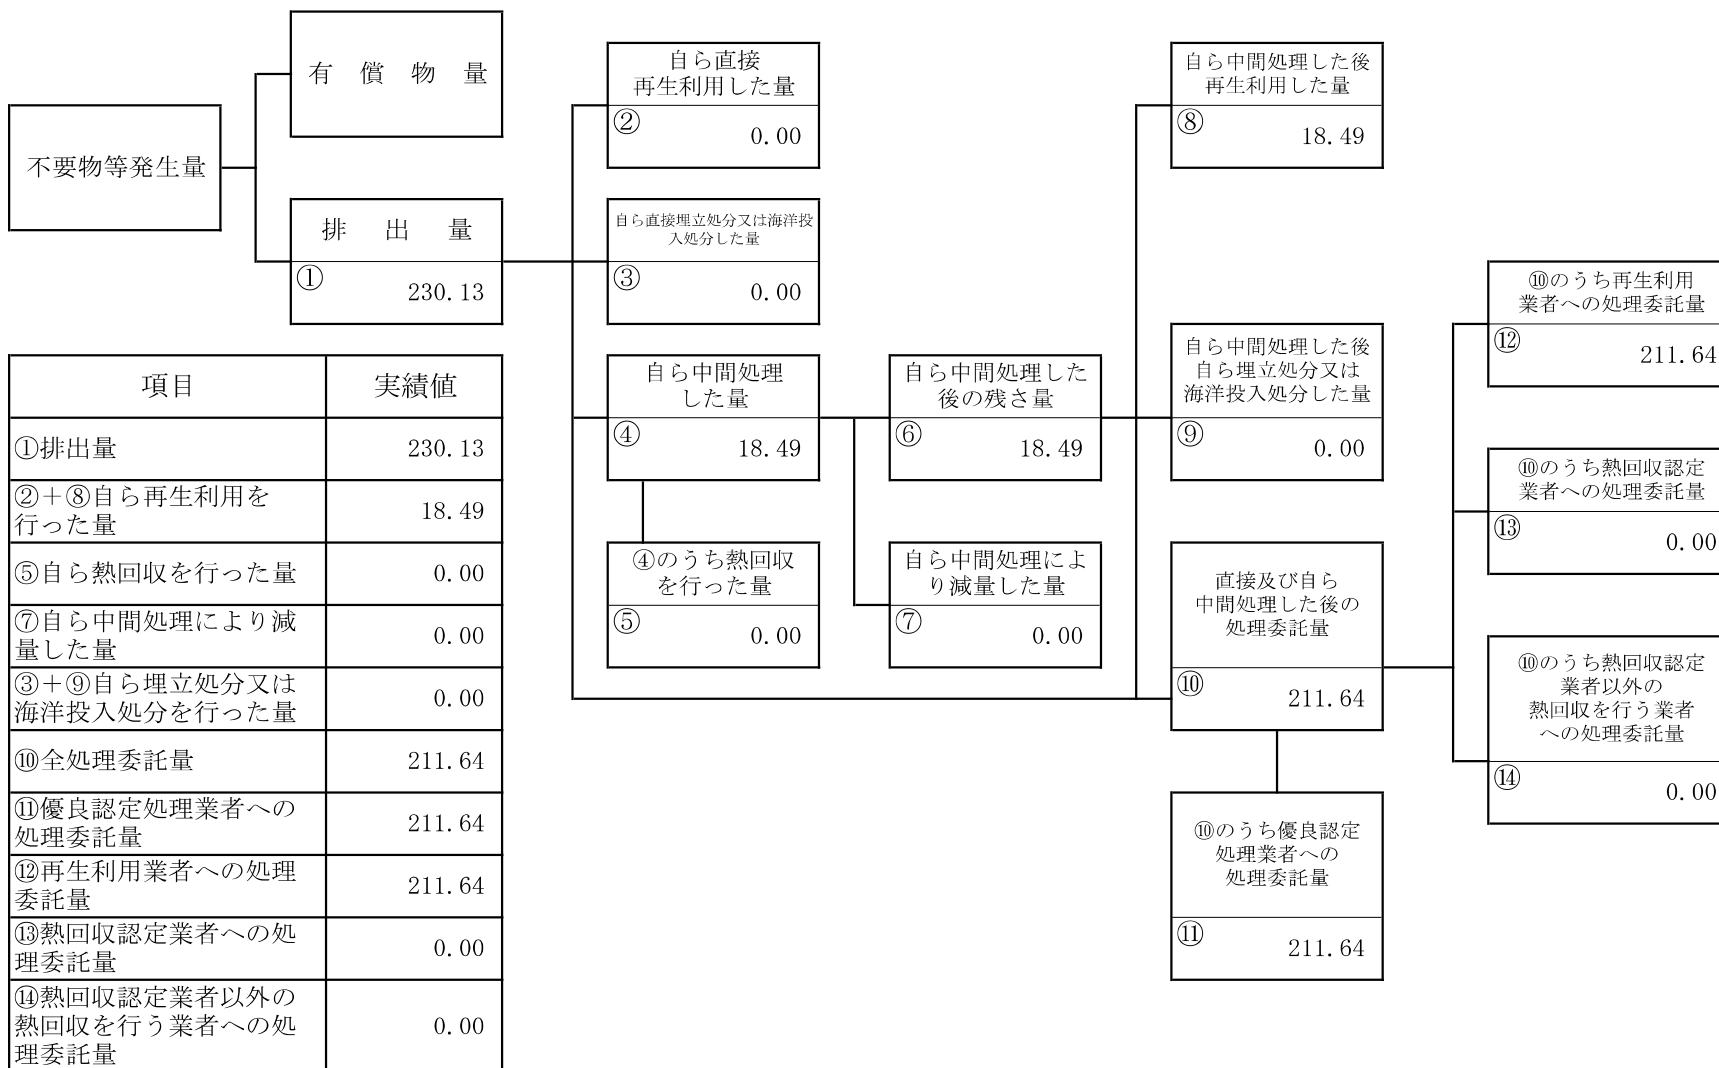 不要物等発生量
有償物量
排出量
①
230.13
自ら直接
再生利用した量
②
0.00
自ら直接埋立処分又は海洋投
入処分した量
③
0.00
自ら中間処理
した量
④
18.49
④のうち熱回収
を行った量
⑤
0.00
自ら中間処理した
後の残さ量
⑥
18.49
自ら中間処理によ
り減量した量
⑦
0.00
自ら中間処理した後
再生利用した量
⑧
18.49
自ら中間処理した後
自ら埋立処分又は
海洋投入処分した量
⑨
0.00
直接及び自ら
中間処理した後の
処理委託量
⑩
211.64
⑩のうち優良認定
処理業者への
処理委託量
⑪
211.64
⑩のうち再生利用
業者への処理委託量
⑫
211.64
⑩のうち熱回収認定
業者への処理委託量
⑬
0.00
⑩のうち熱回収認定
業者以外の
熱回収を行う業者
への処理委託量
⑭
0.00
項目 実績値
①排出量 230.13
②+⑧自ら再生利用を
行った量 18.49
⑤自ら熱回収を行った量 0.00
⑦自ら中間処理により減
量した量 0.00
③+⑨自ら埋立処分又は
海洋投入処分を行った量 0.00
⑩全処理委託量 211.64
⑪優良認定処理業者への
処理委託量 211.64
⑫再生利用業者への処理
委託量 211.64
⑬熱回収認定業者への処
理委託量 0.00
⑭熱回収認定業者以外の
熱回収を行う業者への処
理委託量 0.00